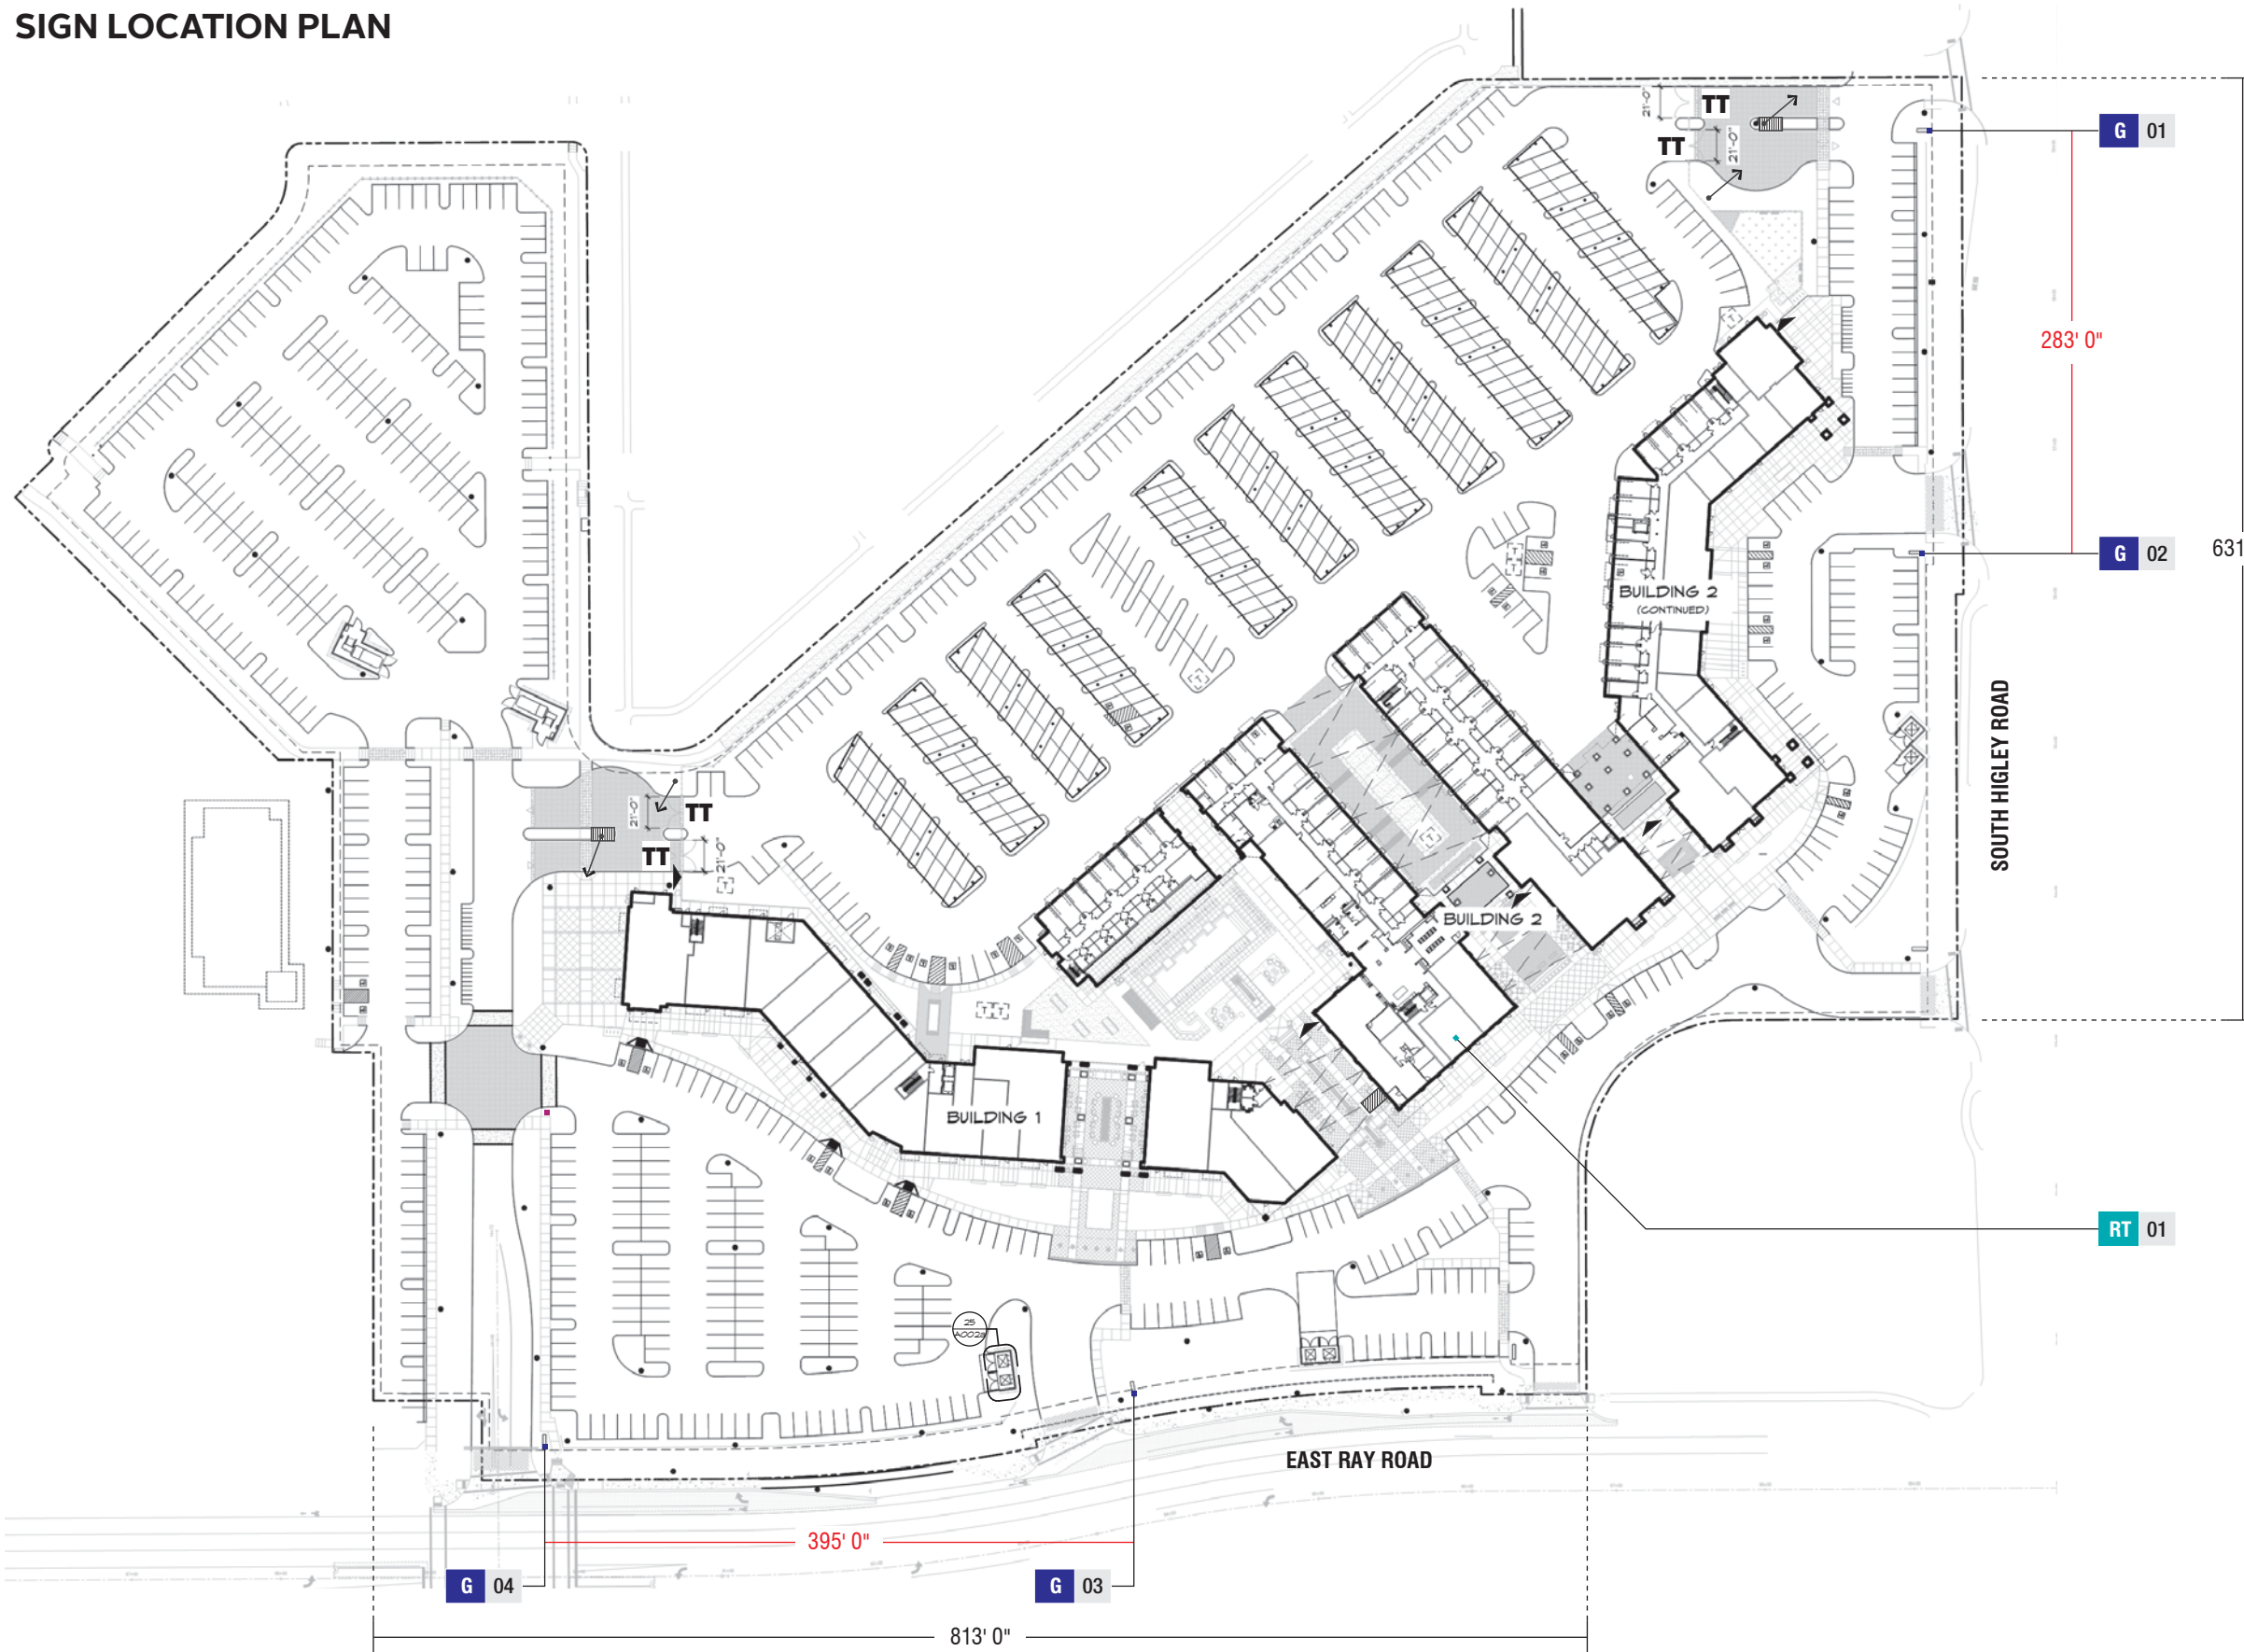 SIGN LOCATION PLAN
TT
21'-0"
TT
21'-0"
G 01
283' 0"
G 02
631
BUILDING 2
(CONTINUED)
SOUTH HIGLEY ROAD
21'-0"
TT
TT
21'-0"
BUILDING 2
BUILDING 1
RT 01
25
A002a
EAST RAY ROAD
395' 0"
G 04
G 03
813' 0"